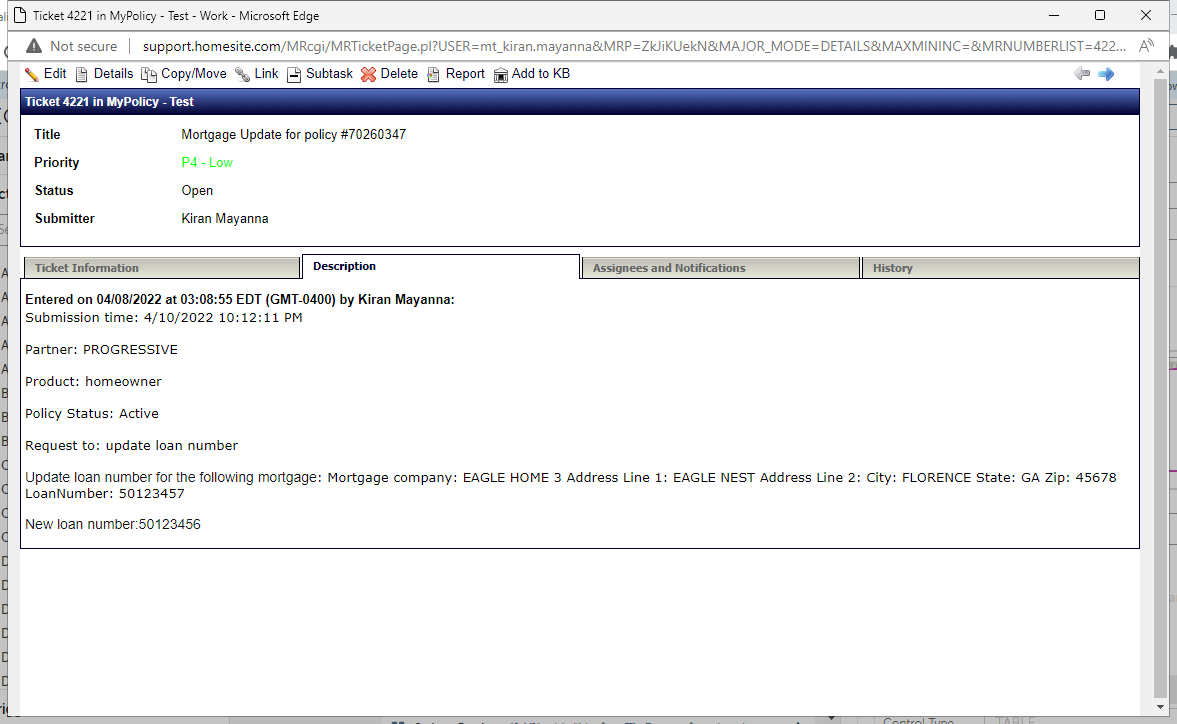 Ticket 4221 in MyPolicy - Test - Work - Microsoft Edge
Not secure support.homesite.com/MRcgi/MRTicketPage.pl?USER=mt_kiran.mayanna&MRP=ZkJiKUekN&MAJOR_MODE=DETAILS&MAXMININC=&MRNUMBERLIST=422...
Edit Details Copy/Move Link Subtask Delete Report Add to KB
Ticket 4221 in MyPolicy - Test
Title Mortgage Update for policy #70260347
Priority P4 - Low
Status Open
Submitter Kiran Mayanna
Ticket Information Description Assignees and Notifications History
Entered on 04/08/2022 at 03:08:55 EDT (GMT-0400) by Kiran Mayanna:
Submission time: 4/10/2022 10:12:11 PM
Partner: PROGRESSIVE
Product: homeowner
Policy Status: Active
Request to: update loan number
Update loan number for the following mortgage: Mortgage company: EAGLE HOME 3 Address Line 1: EAGLE NEST Address Line 2: City: FLORENCE State: GA Zip: 45678
LoanNumber: 50123457
New loan number:50123456
Control Type TABLE